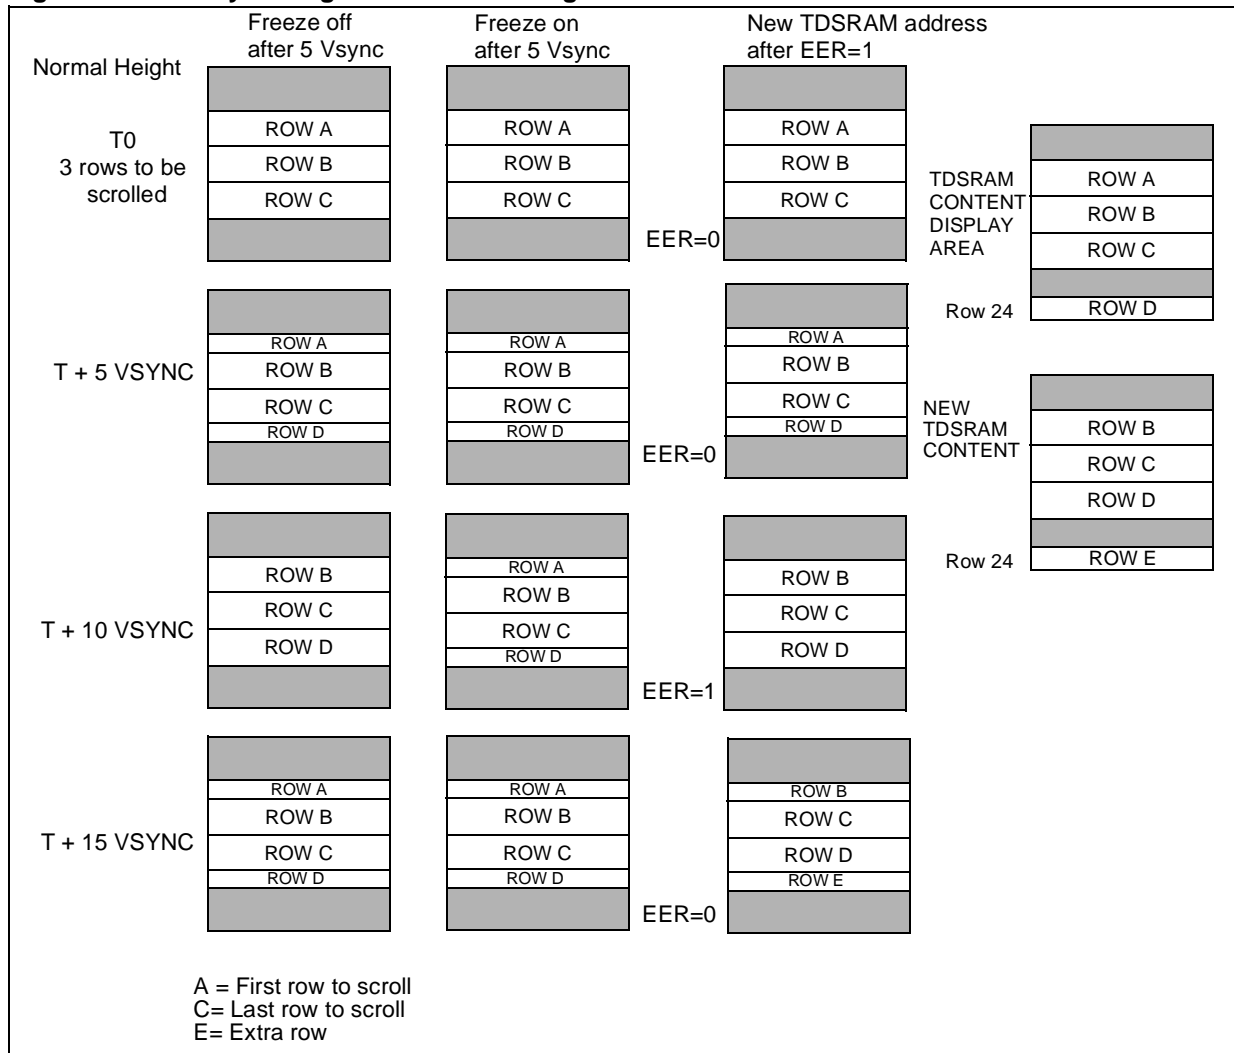 Freeze off
after 5 Vsync
Freeze on
after 5 Vsync
New TDSRAM address
after EER=1
Normal Height
T0
3 rows to be
scrolled
ROW A
ROW B
ROW C
ROW A
ROW B
ROW C
EER=0
ROW A
ROW B
ROW C
TDSRAM
CONTENT
DISPLAY
AREA
ROW A
ROW B
ROW C
Row 24
ROW D
T + 5 VSYNC
ROW A
ROW B
ROW C
ROW D
ROW A
ROW B
ROW C
ROW D
EER=0
ROW A
ROW B
ROW C
ROW D
NEW
TDSRAM
CONTENT
ROW B
ROW C
ROW D
Row 24
ROW E
T + 10 VSYNC
ROW B
ROW C
ROW D
ROW A
ROW B
ROW C
ROW D
EER=1
ROW B
ROW C
ROW D
T + 15 VSYNC
ROW A
ROW B
ROW C
ROW D
ROW A
ROW B
ROW C
ROW D
EER=0
ROW B
ROW C
ROW D
ROW E
A = First row to scroll
C= Last row to scroll
E= Extra row